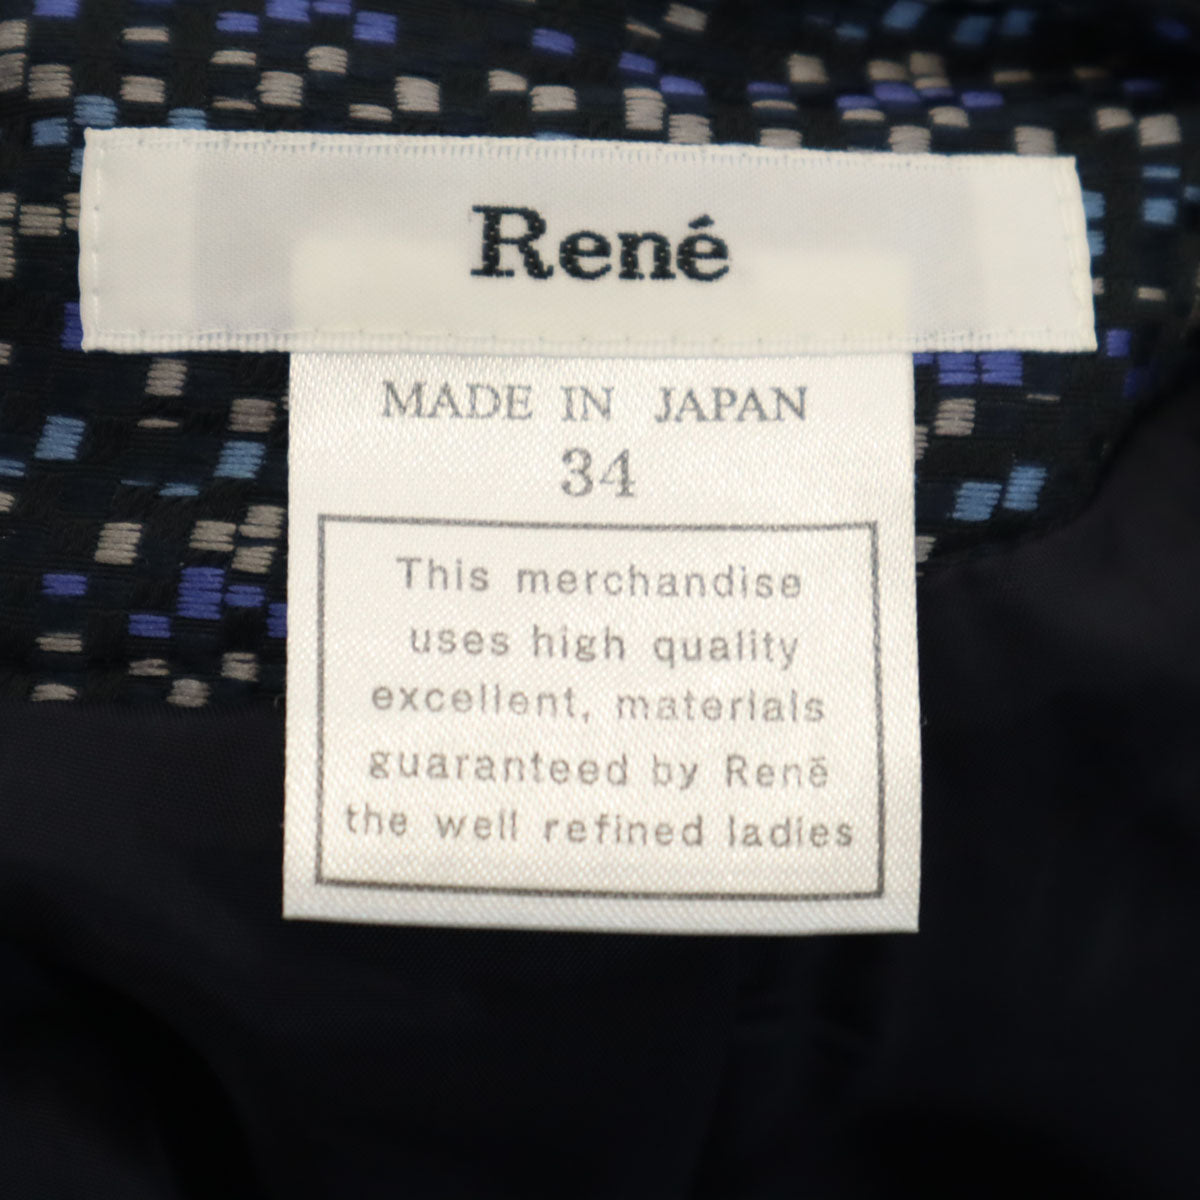 René
MADE IN JAPAN
34
This merchandise
uses high quality
excellent, materials
guaranteed by Renē
the well refined ladies